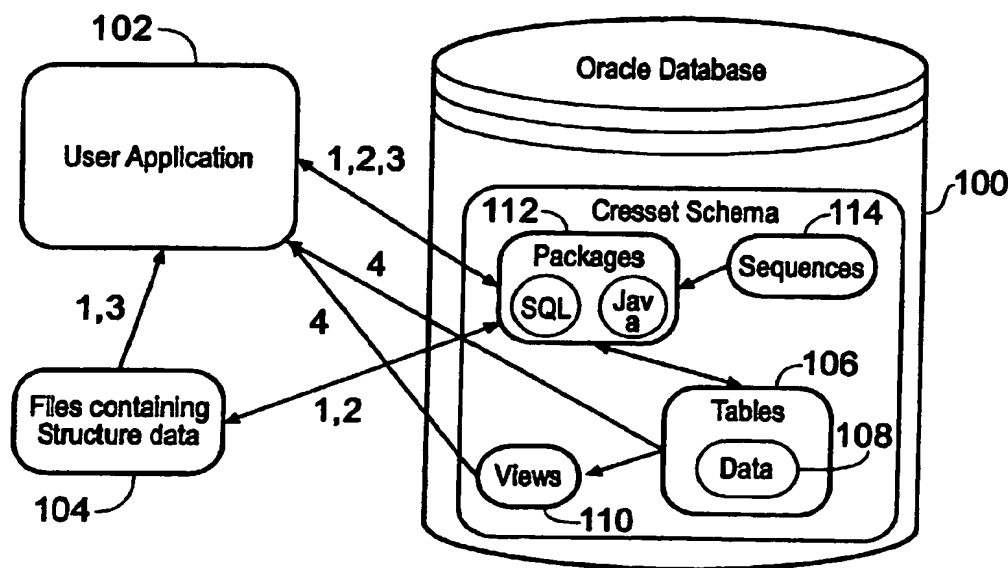 102
User Application
1,2,3
4
4
1,3
1,2
Files containing
Structure data
104
Oracle Database
100
Cresset Schema
112
Packages
SQL
Jav
a
114
Sequences
106
Tables
108
Data
Views
110